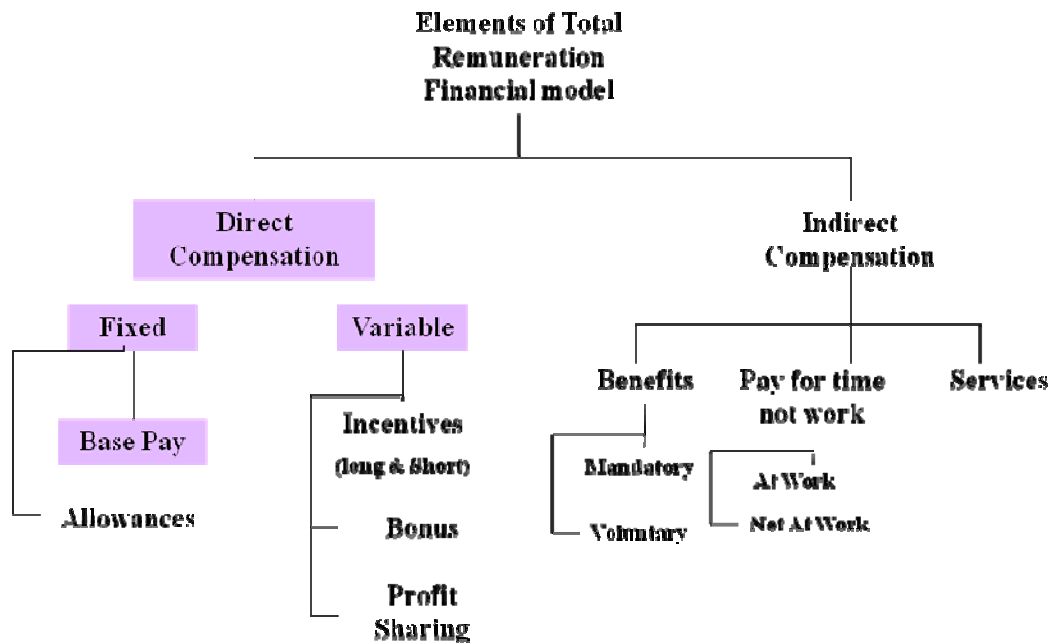 Elements of Total
Remuneration
Financial model
Direct
Compensation
Indirect
Compensation
Fixed
Variable
Benefits
Pay for time
not work
Services
Base Pay
Incentives
(long & Short)
Mandatory
At Work
Allowances
Bonus
Voluntary
Not At Work
Profit
Sharing